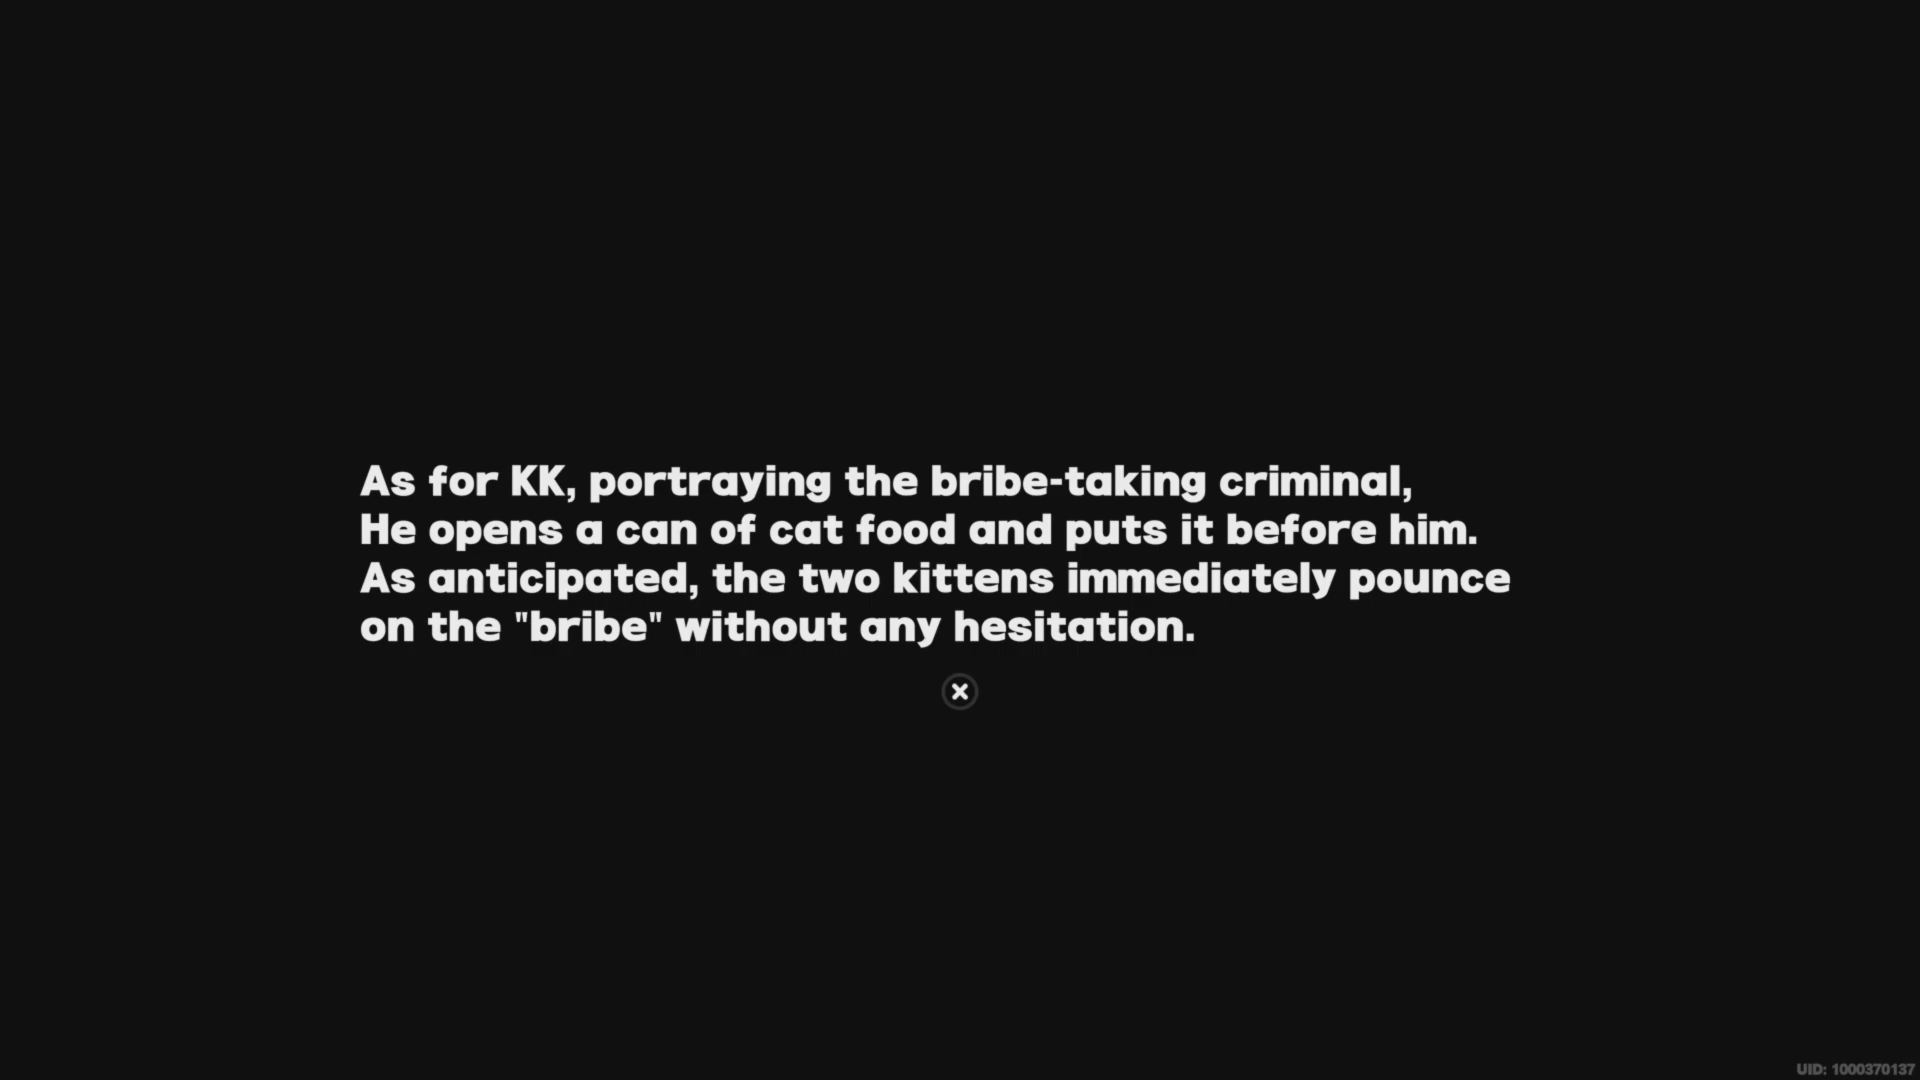 As for KK, portraying the bribe-taking criminal,
He opens a can of cat food and puts it before him.
As anticipated, the two kittens immediately pounce
on the "bribe" without any hesitation.
UID: 1000370137